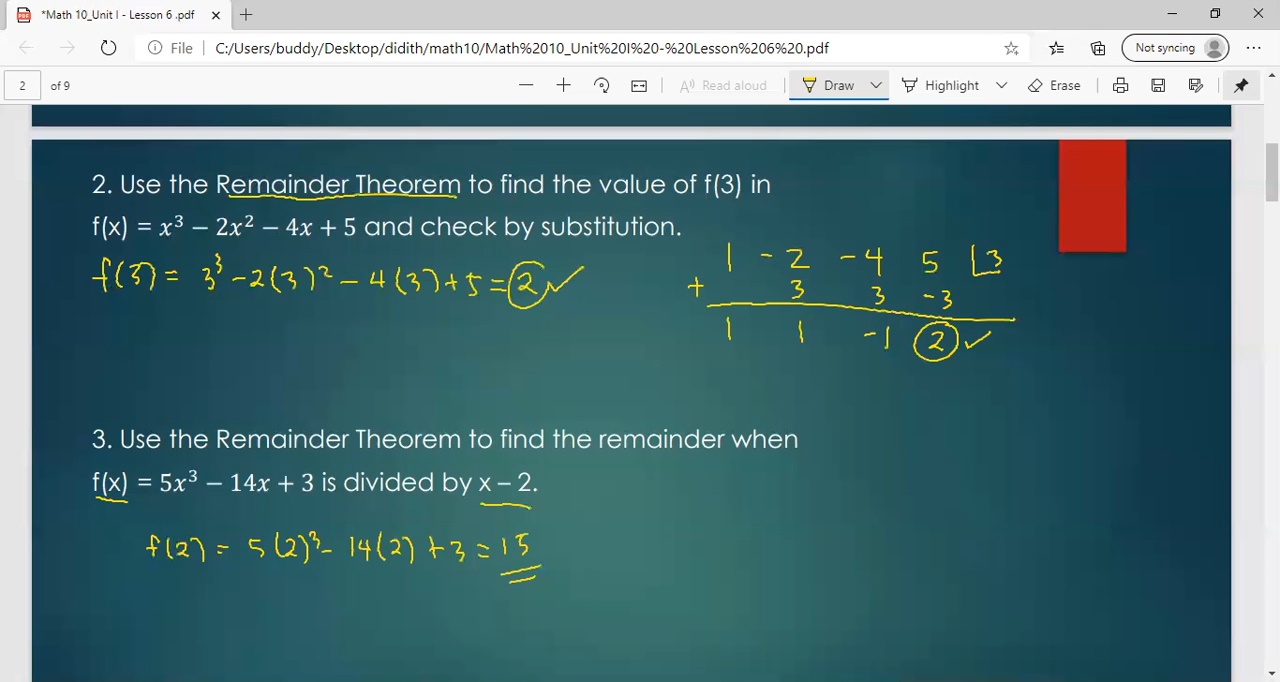 *Math 10_Unit I - Lesson 6 .pdf
File C:/Users/buddy/Desktop/didith/math10/Math%2010_Unit%20I%20-%20Lesson%206%20.pdf Not syncing
2 of 9 Read aloud Draw Highlight Erase
2. Use the Remainder Theorem to find the value of f(3) in
f(x) = x³ − 2x² − 4x + 5 and check by substitution.
f(3) = 3³ - 2(3)² - 4(3) + 5 = 2 ✓
1 -2 -4 5 |3
+ 3 3 -3
1 1 -1 2 ✓
3. Use the Remainder Theorem to find the remainder when
f(x) = 5x³ − 14x + 3 is divided by x – 2.
f(2) = 5(2)³ - 14(2) + 3 = 15